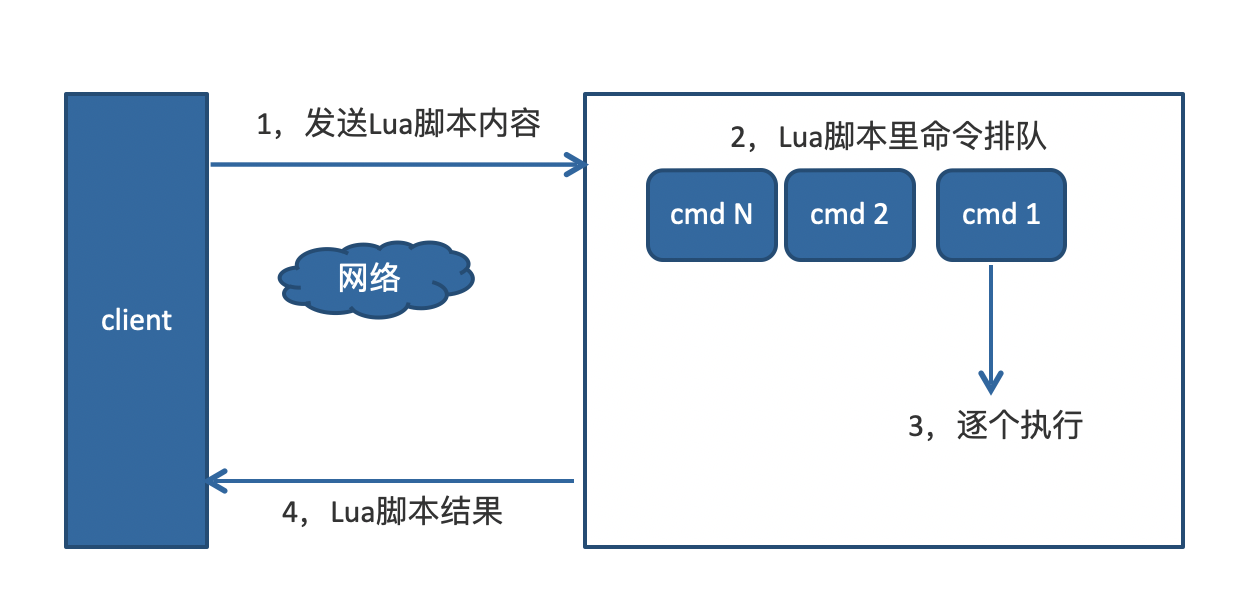 1，发送Lua脚本内容
2，Lua脚本里命令排队
cmd N
cmd 2
cmd 1
网络
client
3，逐个执行
4，Lua脚本结果